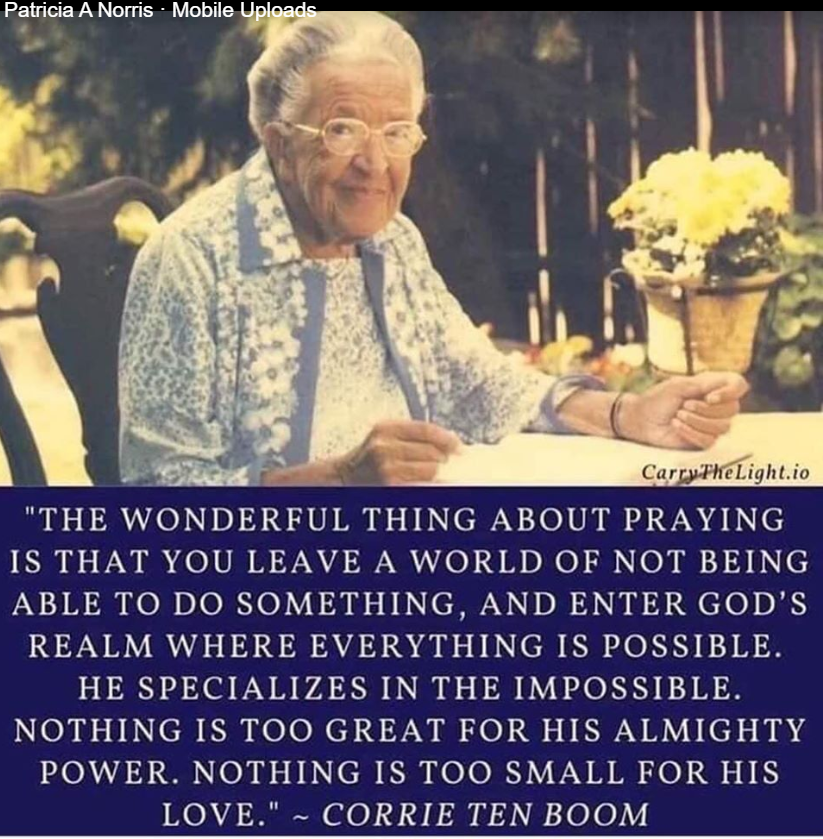 Patricia A Norris · Mobile Uploads
CarryTheLight.io
"THE WONDERFUL THING ABOUT PRAYING
IS THAT YOU LEAVE A WORLD OF NOT BEING
ABLE TO DO SOMETHING, AND ENTER GOD'S
REALM WHERE EVERYTHING IS POSSIBLE.
HE SPECIALIZES IN THE IMPOSSIBLE.
NOTHING IS TOO GREAT FOR HIS ALMIGHTY
POWER. NOTHING IS TOO SMALL FOR HIS
LOVE." ~ CORRIE TEN BOOM